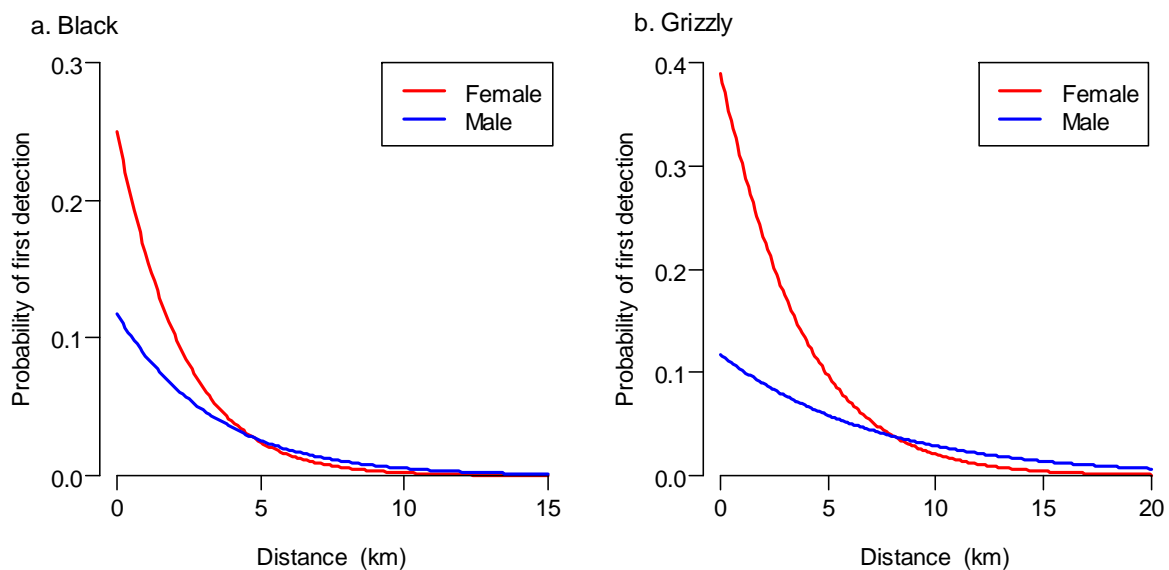 a. Black
0.3
0.2
0.1
0.0
Probability of first detection
Female
Male
0 5 10 15
Distance (km)
b. Grizzly
0.4
0.3
0.2
0.1
0.0
Probability of first detection
Female
Male
0 5 10 15 20
Distance (km)